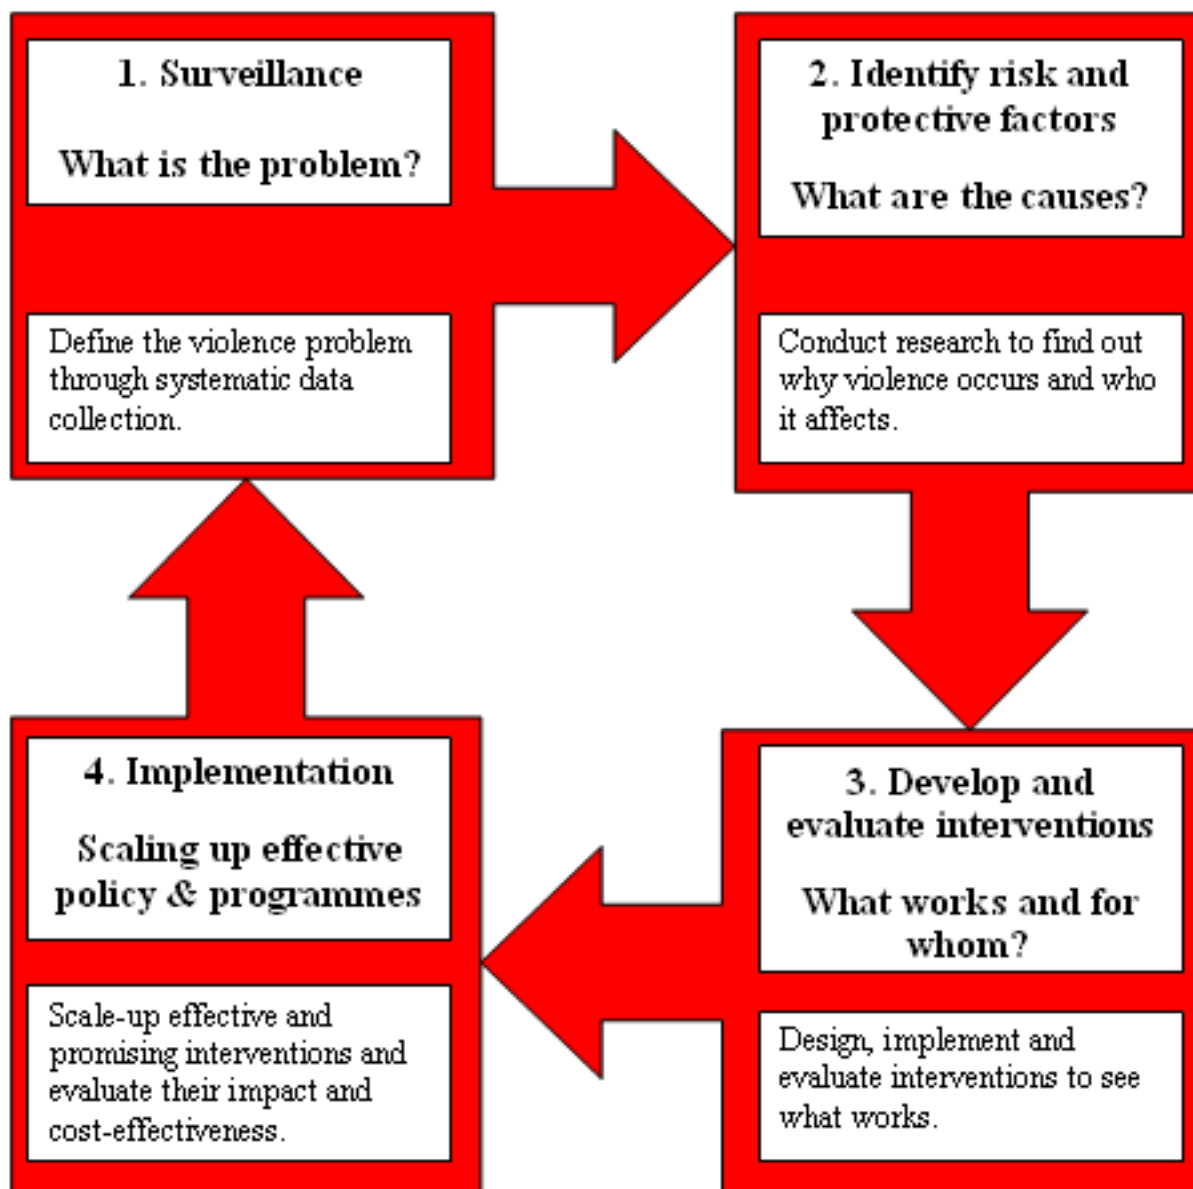 1. Surveillance
What is the problem?
Define the violence problem
through systematic data
collection.
2. Identify risk and
protective factors
What are the causes?
Conduct research to find out
why violence occurs and who
it affects.
3. Develop and
evaluate interventions
What works and for
whom?
Design, implement and
evaluate interventions to see
what works.
4. Implementation
Scaling up effective
policy & programmes
Scale-up effective and
promising interventions and
evaluate their impact and
cost-effectiveness.